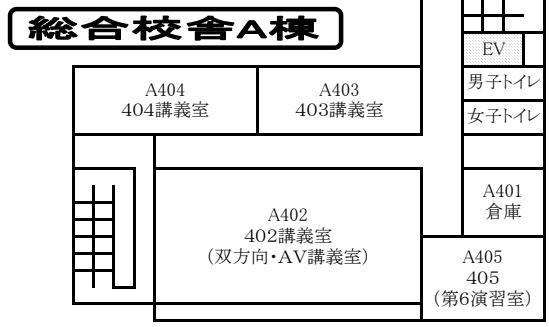 総合校舎A棟
EV
男子トイレ
女子トイレ
A404
404講義室
A403
403講義室
A401
倉庫
A402
402講義室
（双方向・AV講義室）
A405
405
（第6演習室）